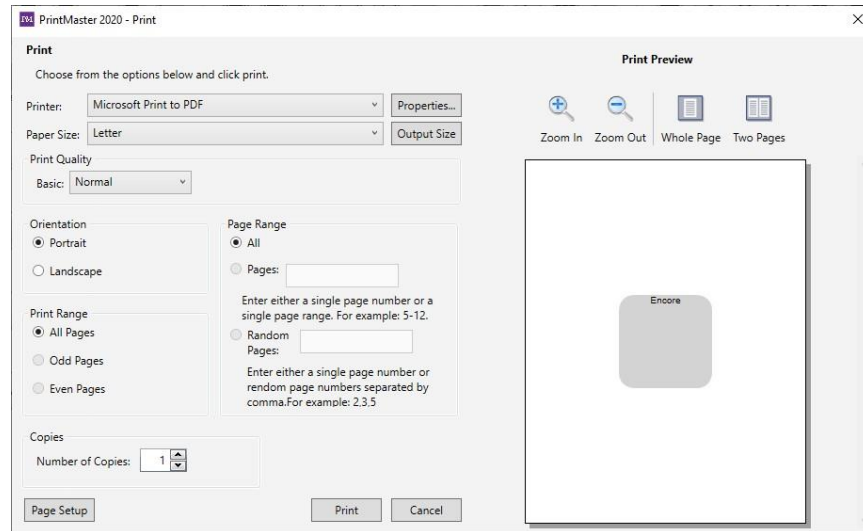 PM PrintMaster 2020 - Print
Print
Choose from the options below and click print.
Printer: Microsoft Print to PDF Properties...
Paper Size: Letter Output Size
Print Quality
Basic: Normal
Orientation
Portrait
Landscape
Print Range
All Pages
Odd Pages
Even Pages
Page Range
All
Pages:
Enter either a single page number or a
single page range. For example: 5-12.
Random
Pages:
Enter either a single page number or
rendom page numbers separated by
comma.For example: 2,3,5
Copies
Number of Copies: 1
Page Setup Print Cancel
Print Preview
Zoom In Zoom Out Whole Page Two Pages
Encore